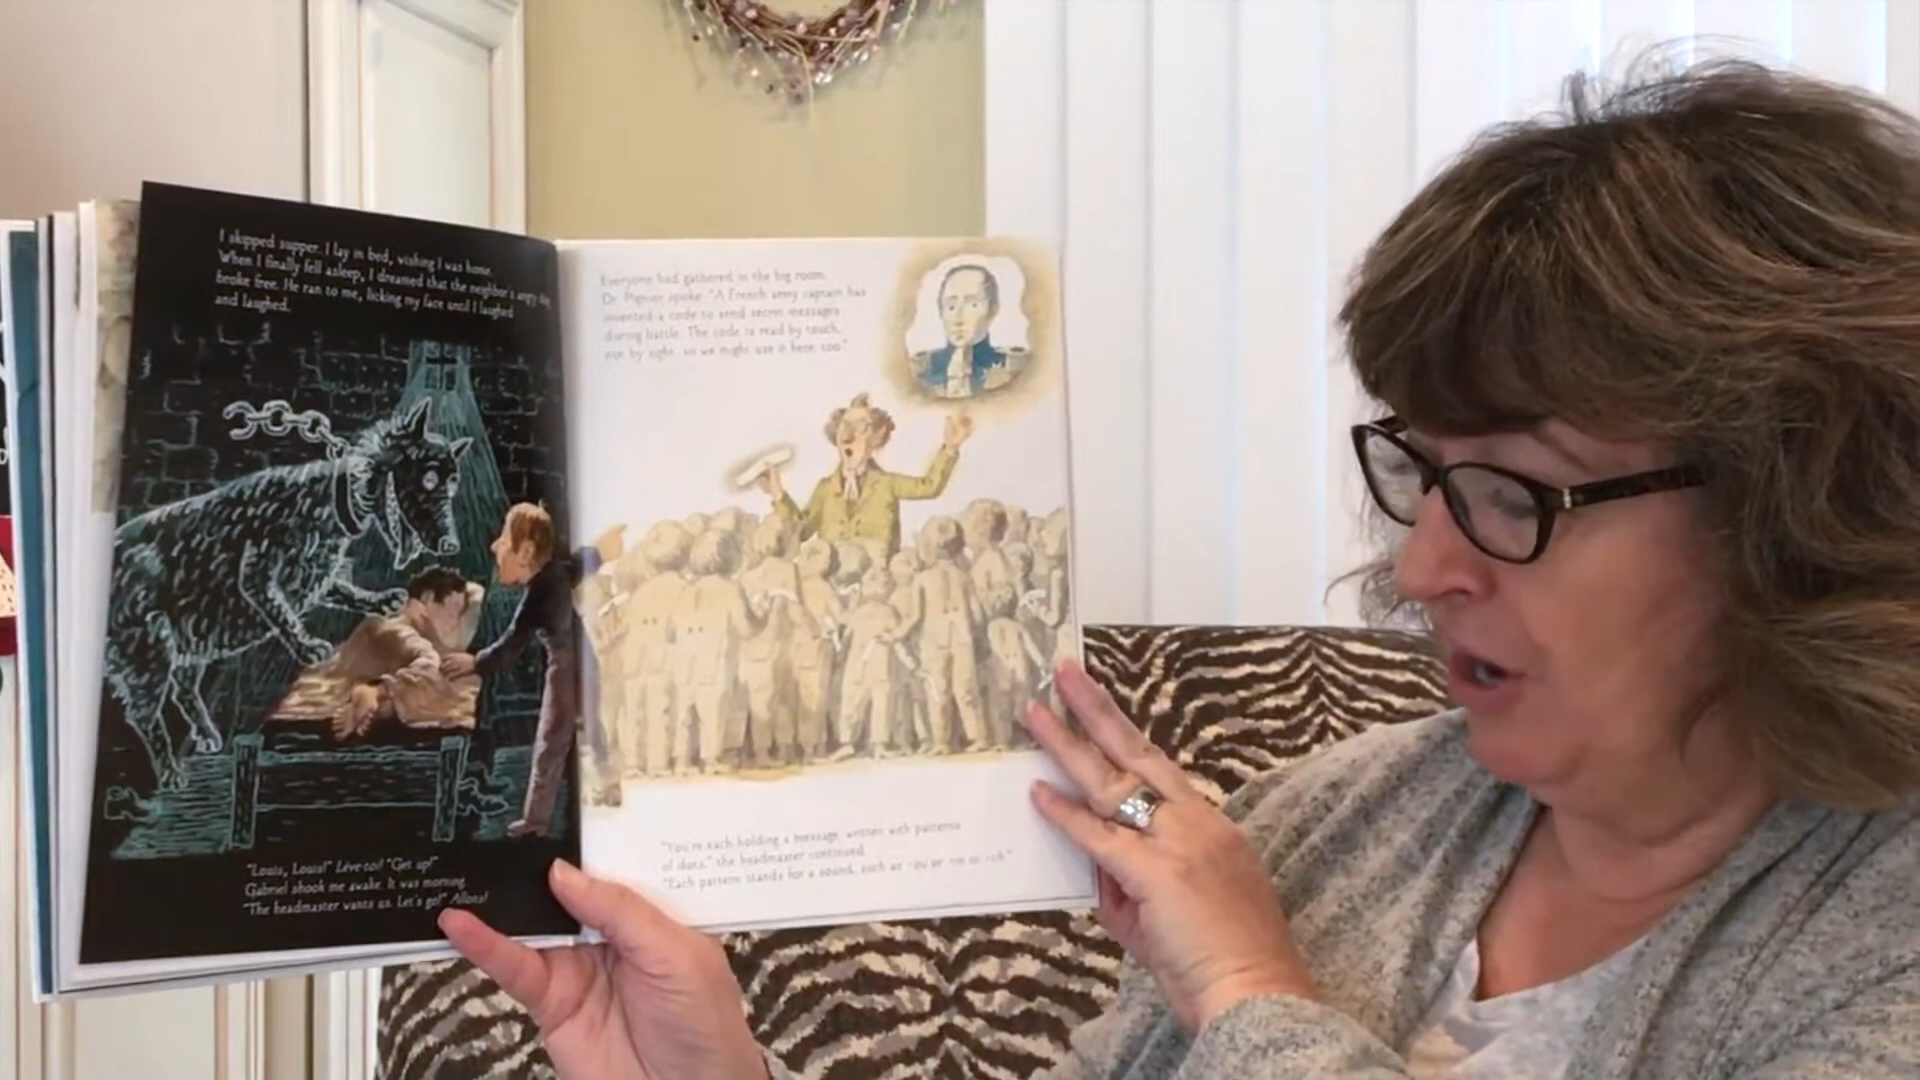 I skipped supper. I lay in bed, wishing I was home.
When I finally fell asleep, I dreamed that the neighbor's angry dog
broke free. He ran to me, licking my face until I laughed
and laughed.
"Louis, Louis!" Lève-toi! "Get up!"
Gabriel shook me awake. It was morning.
"The headmaster wants us. Let's go!" Allons!
Everyone had gathered in the big room.
Dr. Pignier spoke. "A French army captain has
invented a code to send secret messages
during battle. The code is read by touch,
not by sight, so we might use it here, too."
"You're each holding a message, written with patterns
of dots," the headmaster continued.
"Each pattern stands for a sound, such as -ou or -in or -ch."